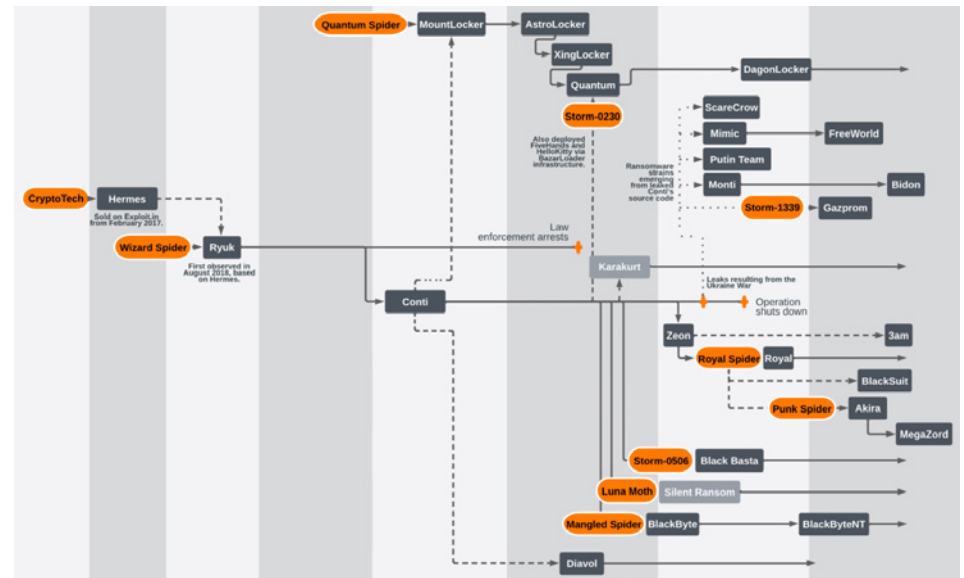 Quantum Spider
MountLocker
AstroLocker
XingLocker
Quantum
DagonLocker
Storm-0230
Also deployed
FiveHands and
HelloKitty via
BazarLoader
infrastructure.
Ransomware
strains
emerging
from leaked
Conti's
source code
ScareCrow
Mimic
FreeWorld
Putin Team
Monti
Bidon
Storm-1339
Gazprom
CryptoTech
Hermes
Sold on Exploit.in
from February 2017.
Wizard Spider
Ryuk
First observed in
August 2018, based
on Hermes.
Law
enforcement arrests
Karakurt
Leaks resulting from the
Ukraine War
Conti
Operation
shuts down
Zeon
3am
Royal Spider
Royal
BlackSuit
Punk Spider
Akira
MegaZord
Storm-0506
Black Basta
Luna Moth
Silent Ransom
Mangled Spider
BlackByte
BlackByteNT
Diavol